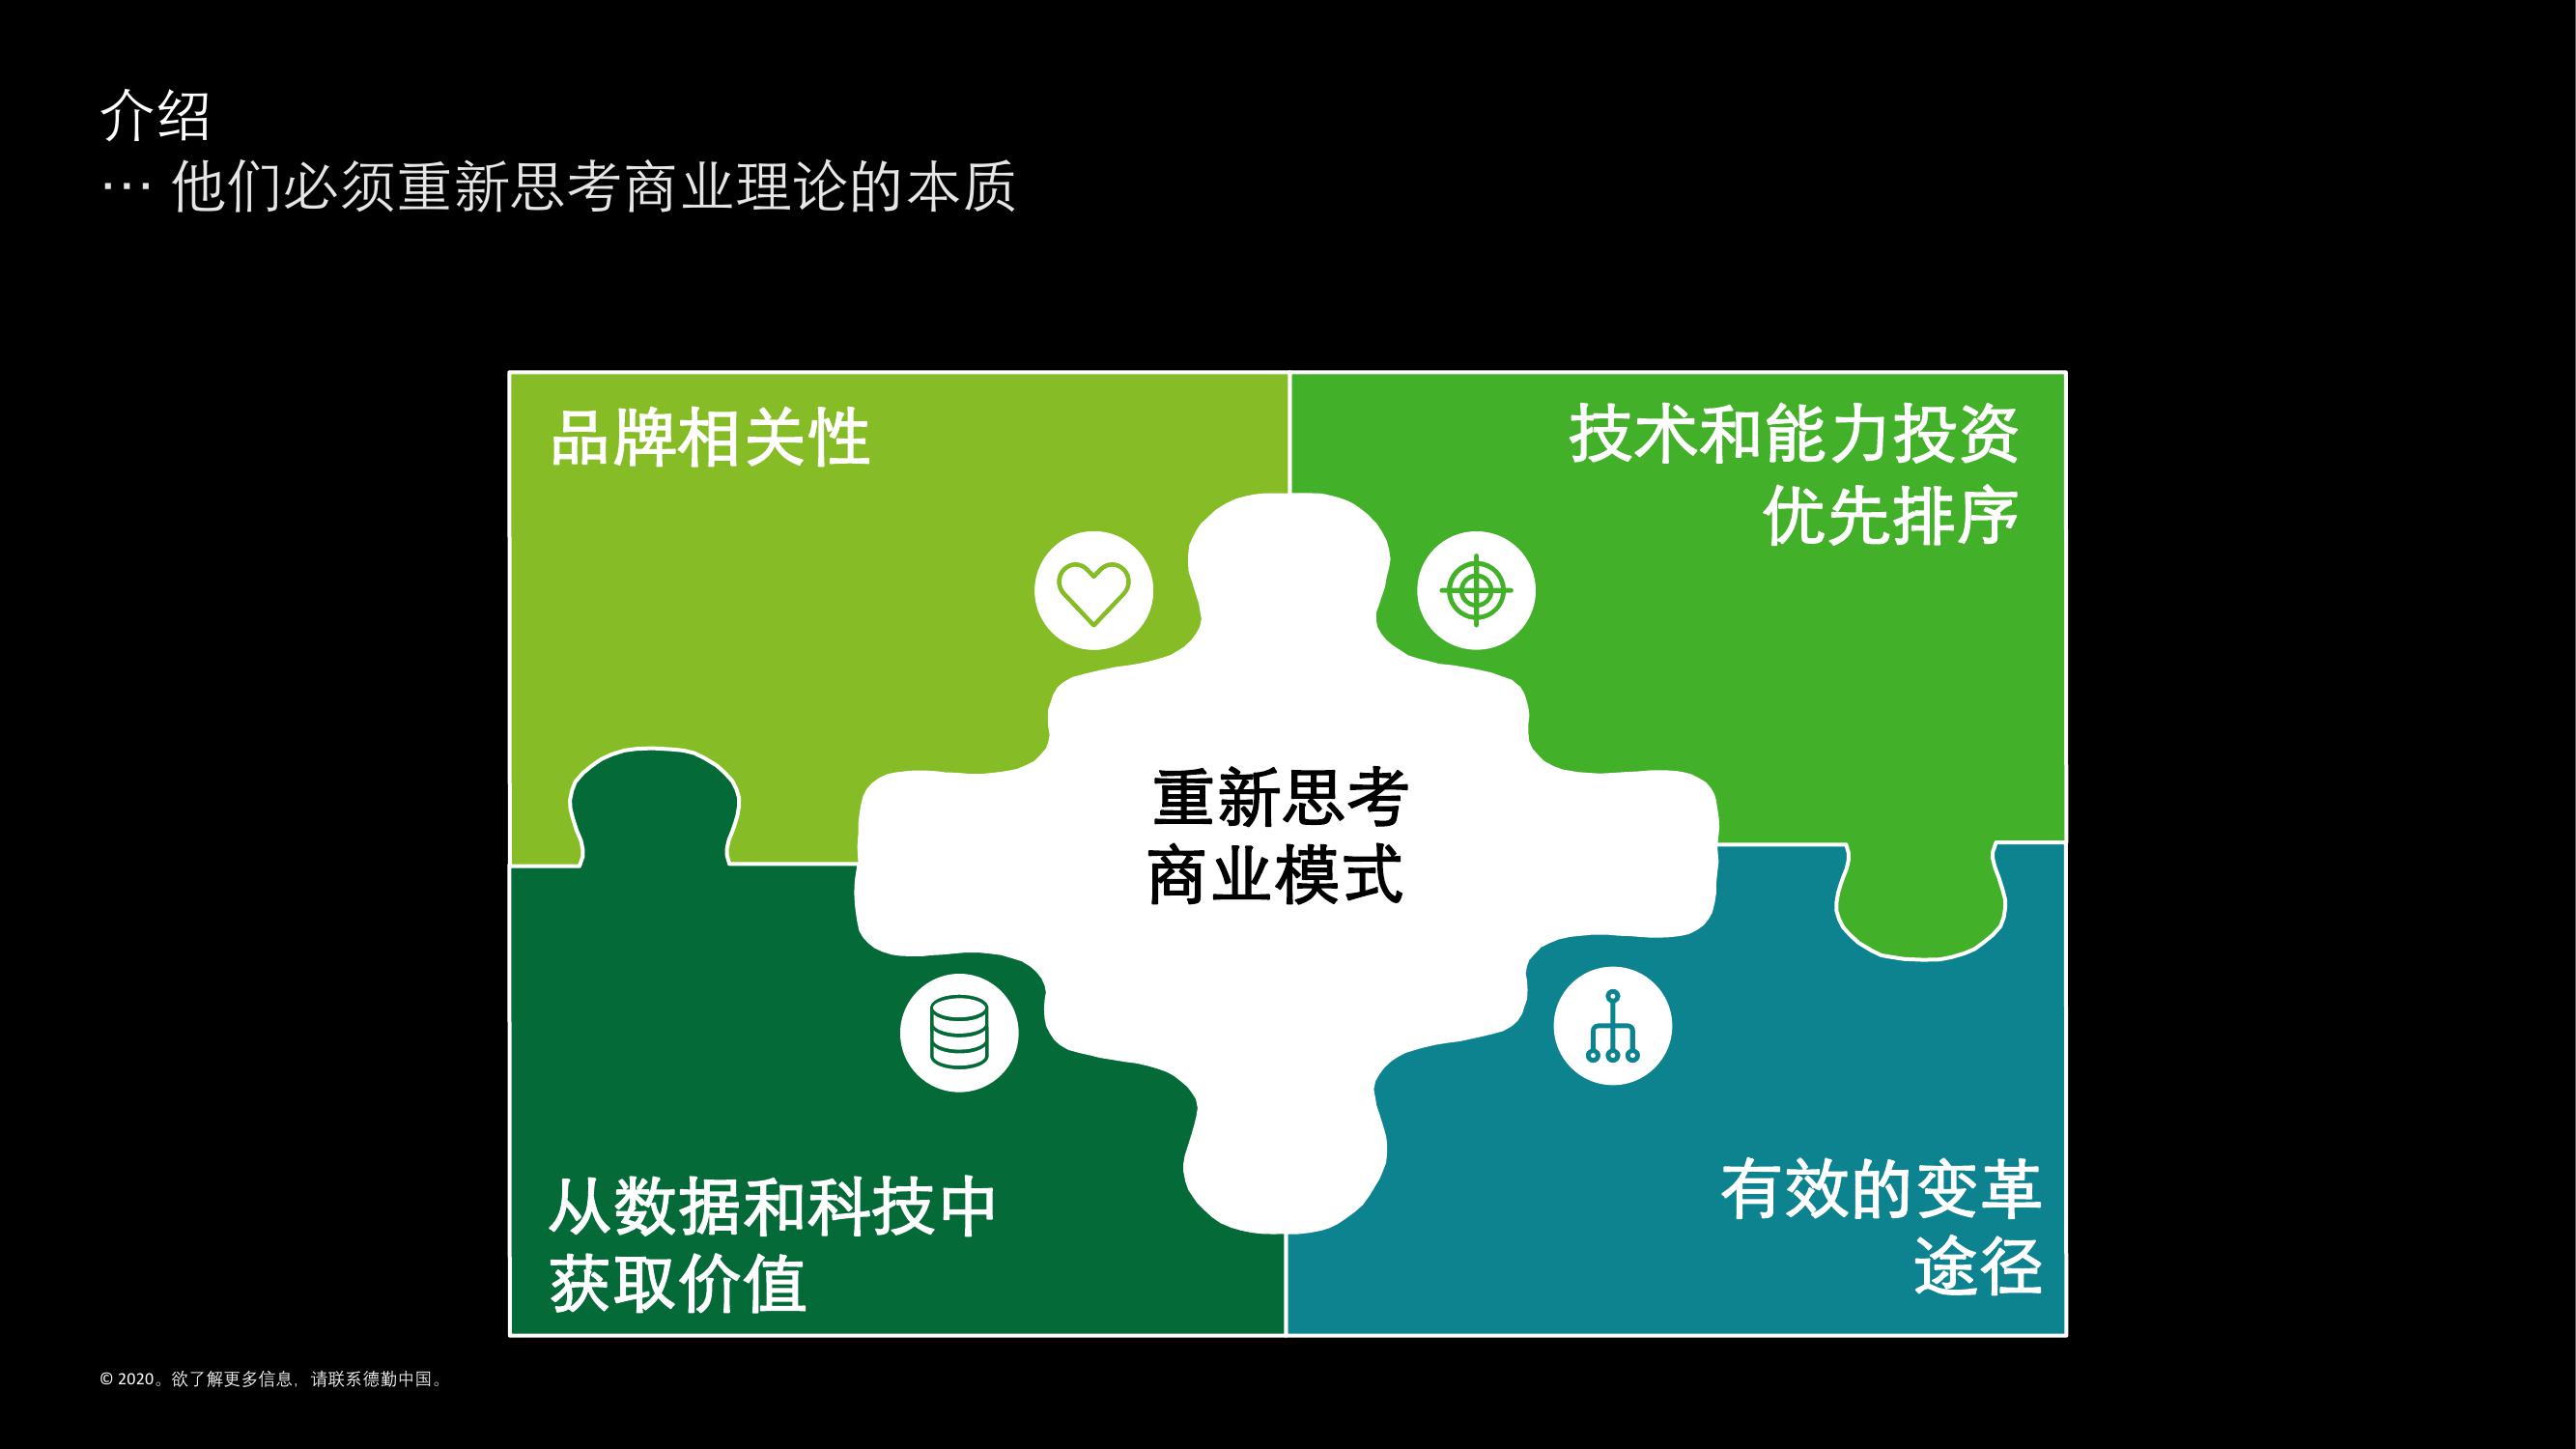 介绍
… 他们必须重新思考商业理论的本质
品牌相关性
技术和能力投资
优先排序
重新思考
商业模式
从数据和科技中
获取价值
有效的变革
途径
© 2020。欲了解更多信息，请联系德勤中国。